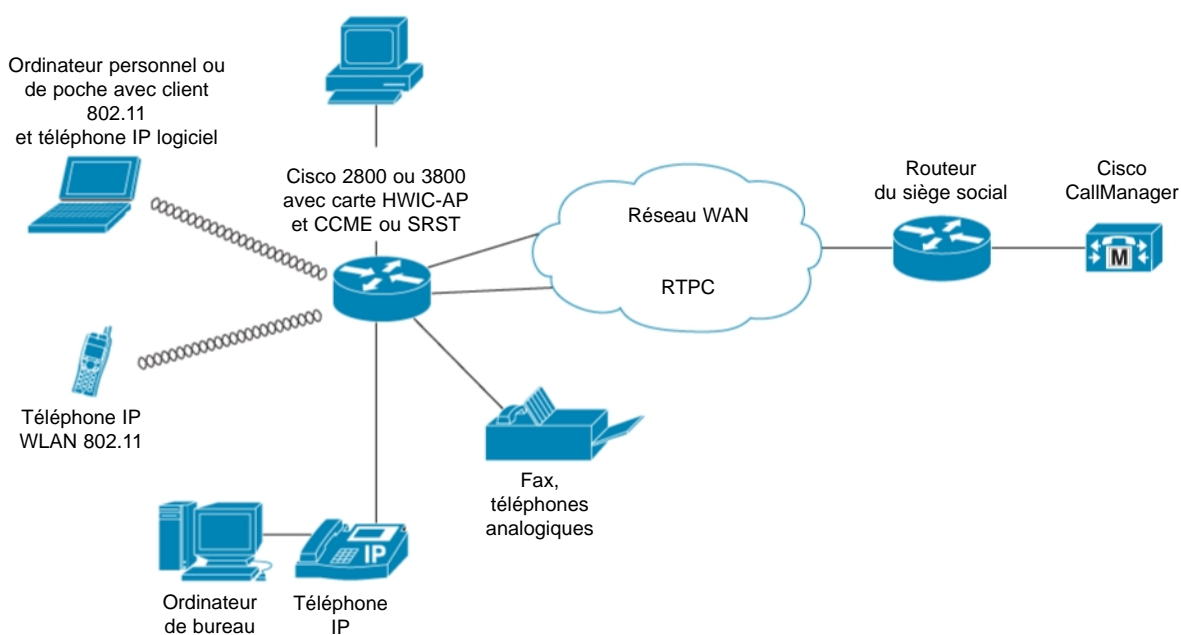 Ordinateur personnel ou
de poche avec client
802.11
et téléphone IP logiciel
Cisco 2800 ou 3800
avec carte HWIC-AP
et CCME ou SRST
Réseau WAN
RTPC
Routeur
du siège social
Cisco
CallManager
M
Téléphone IP
WLAN 802.11
Fax,
téléphones
analogiques
IP
Ordinateur
de bureau
Téléphone
IP